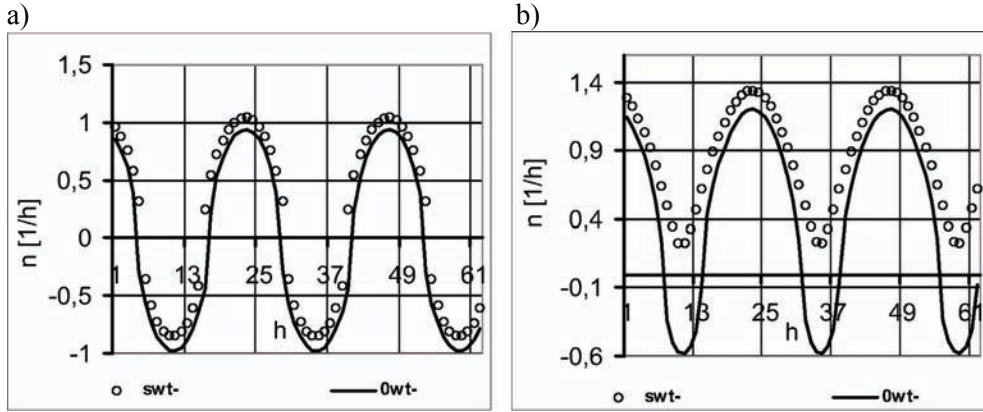 a)
1,5
1
0,5
0
-0,5
-1
n [1/h]
1 13 25 37 49 61
h
swt- 0wt-
b)
1,4
0,9
0,4
-0,1
-0,6
n [1/h]
1 13 25 37 49 61
h
swt- 0wt-